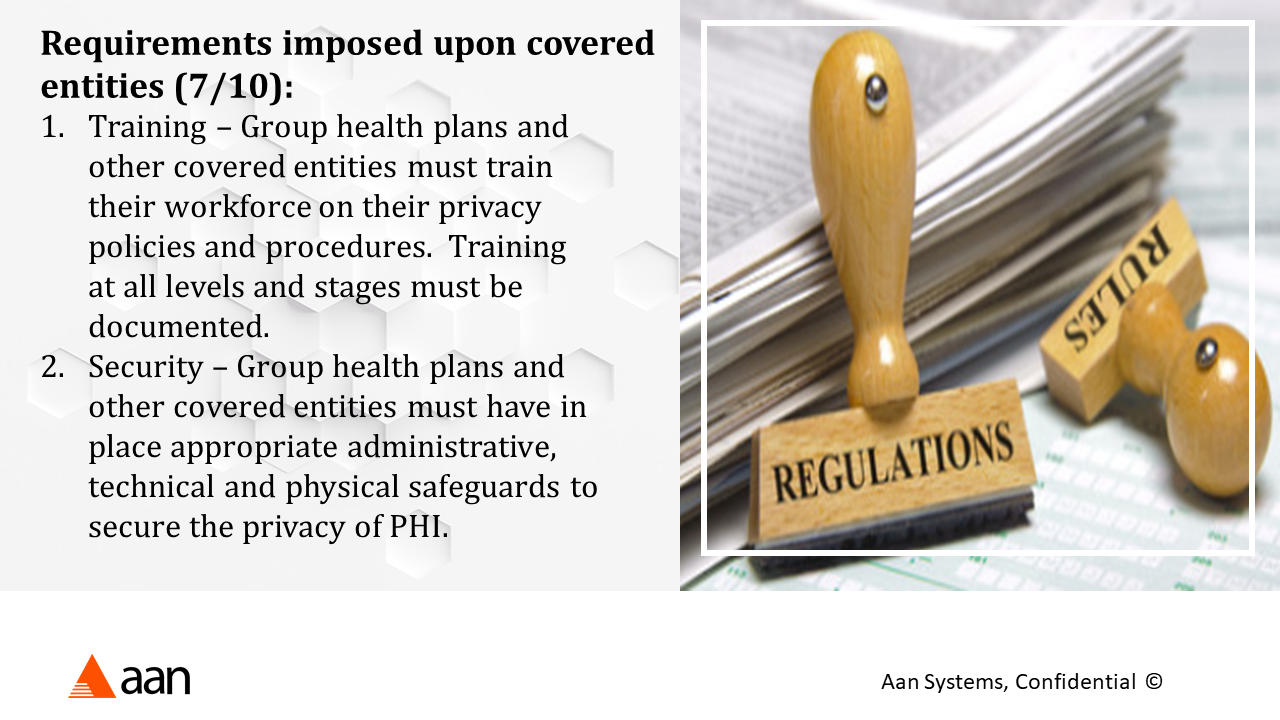 Requirements imposed upon covered
entities (7/10):
1. Training – Group health plans and
other covered entities must train
their workforce on their privacy
policies and procedures.  Training
at all levels and stages must be
documented.
2. Security – Group health plans and
other covered entities must have in
place appropriate administrative,
technical and physical safeguards to
secure the privacy of PHI.
RULES
REGULATIONS
aan
Aan Systems, Confidential ©